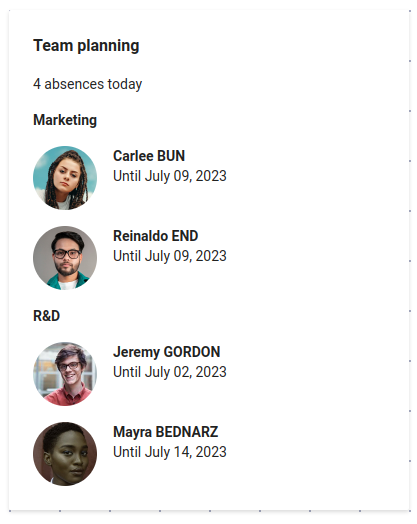 Team planning
4 absences today
Marketing
Carlee BUN
Until July 09, 2023
Reinaldo END
Until July 09, 2023
R&D
Jeremy GORDON
Until July 02, 2023
Mayra BEDNARZ
Until July 14, 2023